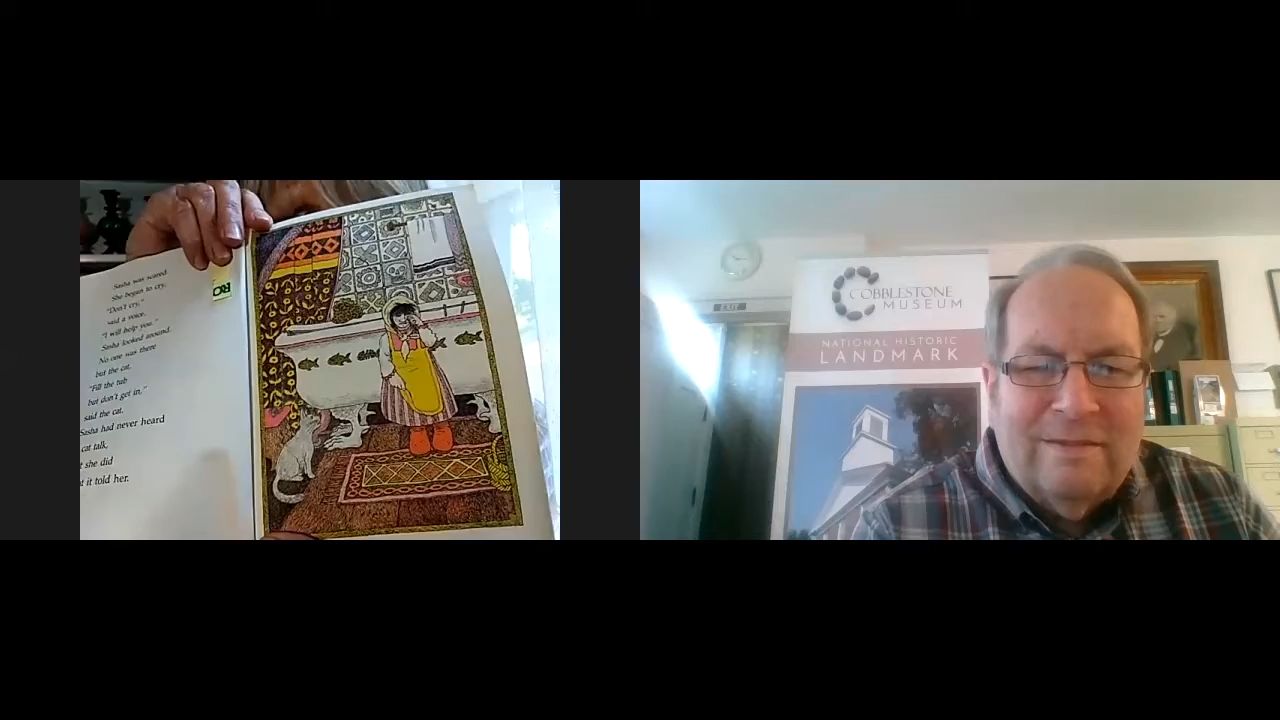 Sasha was scared.
She began to cry.
"Don't cry,"
said a voice.
"I will help you."
Sasha looked around.
No one was there
but the cat.
"Fill the tub
but don't get in,"
said the cat.
Sasha had never heard
cat talk,
she did
it told her.
COBBLESTONE
MUSEUM
NATIONAL HISTORIC
LANDMARK
EXIT